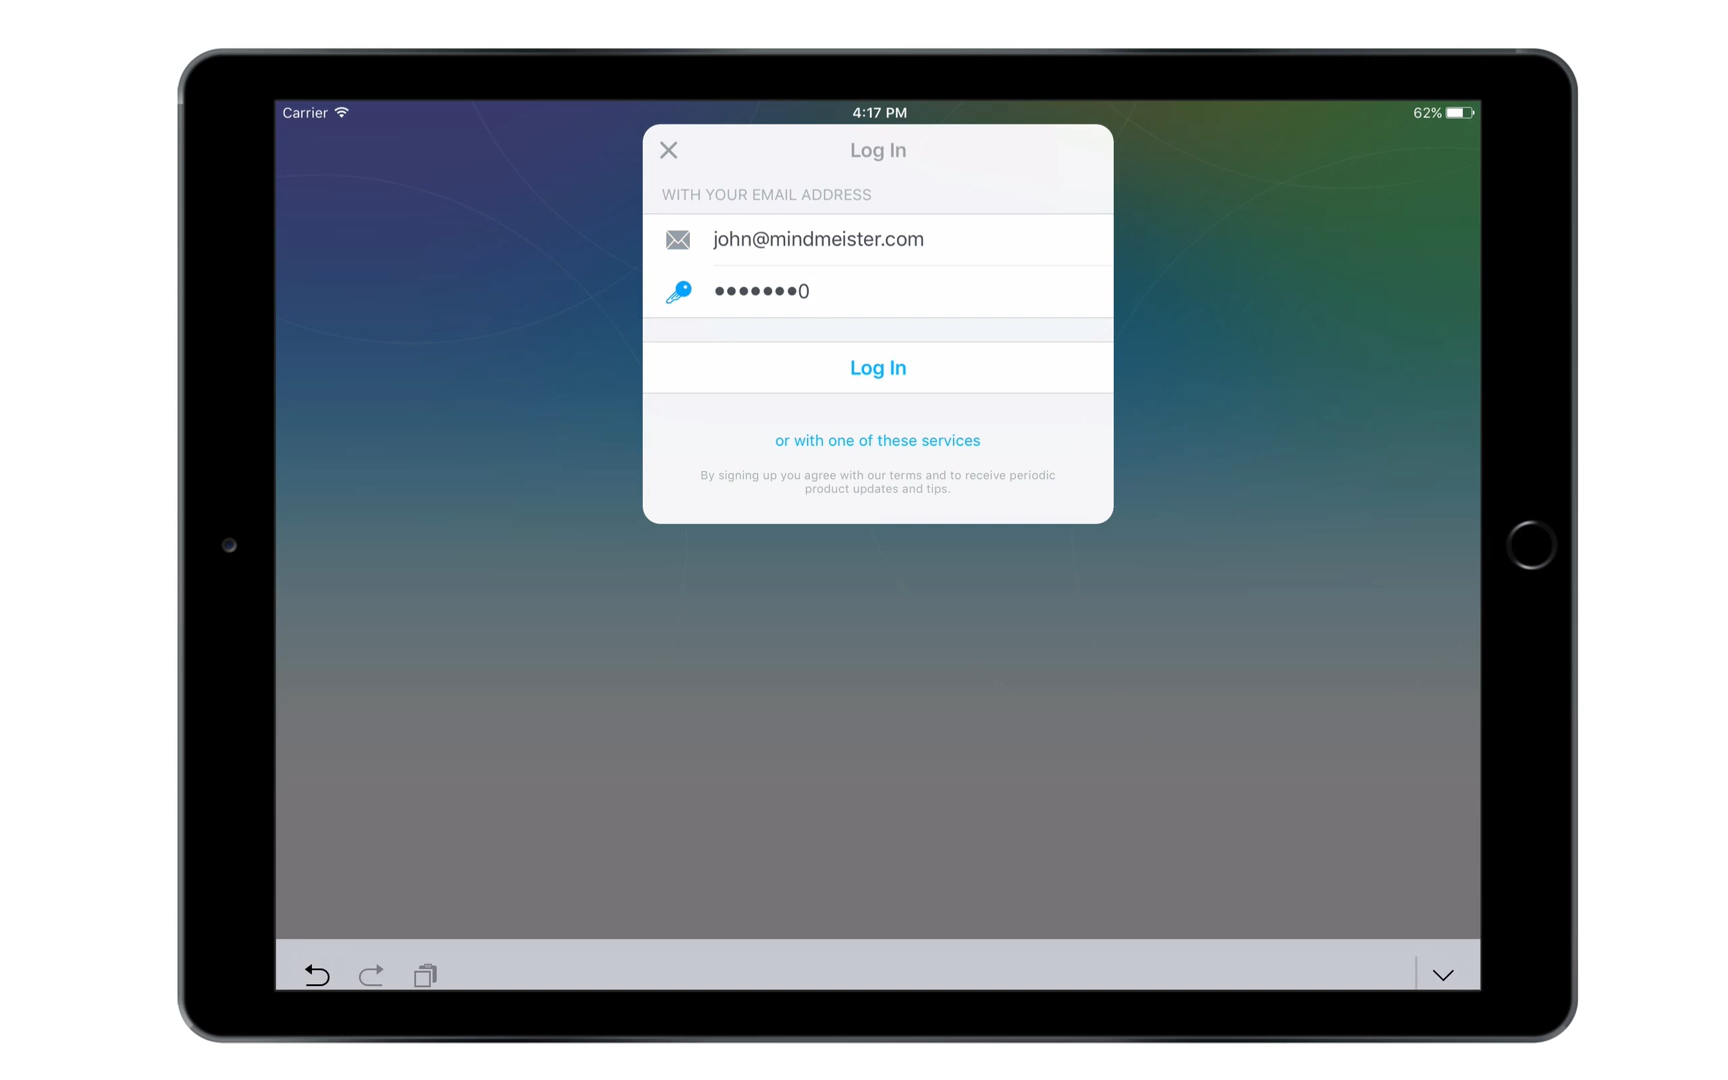 Carrier
4:17 PM
62%
Log In
WITH YOUR EMAIL ADDRESS
john@mindmeister.com
●●●●●●●0
Log In
or with one of these services
By signing up you agree with our terms and to receive periodic
product updates and tips.